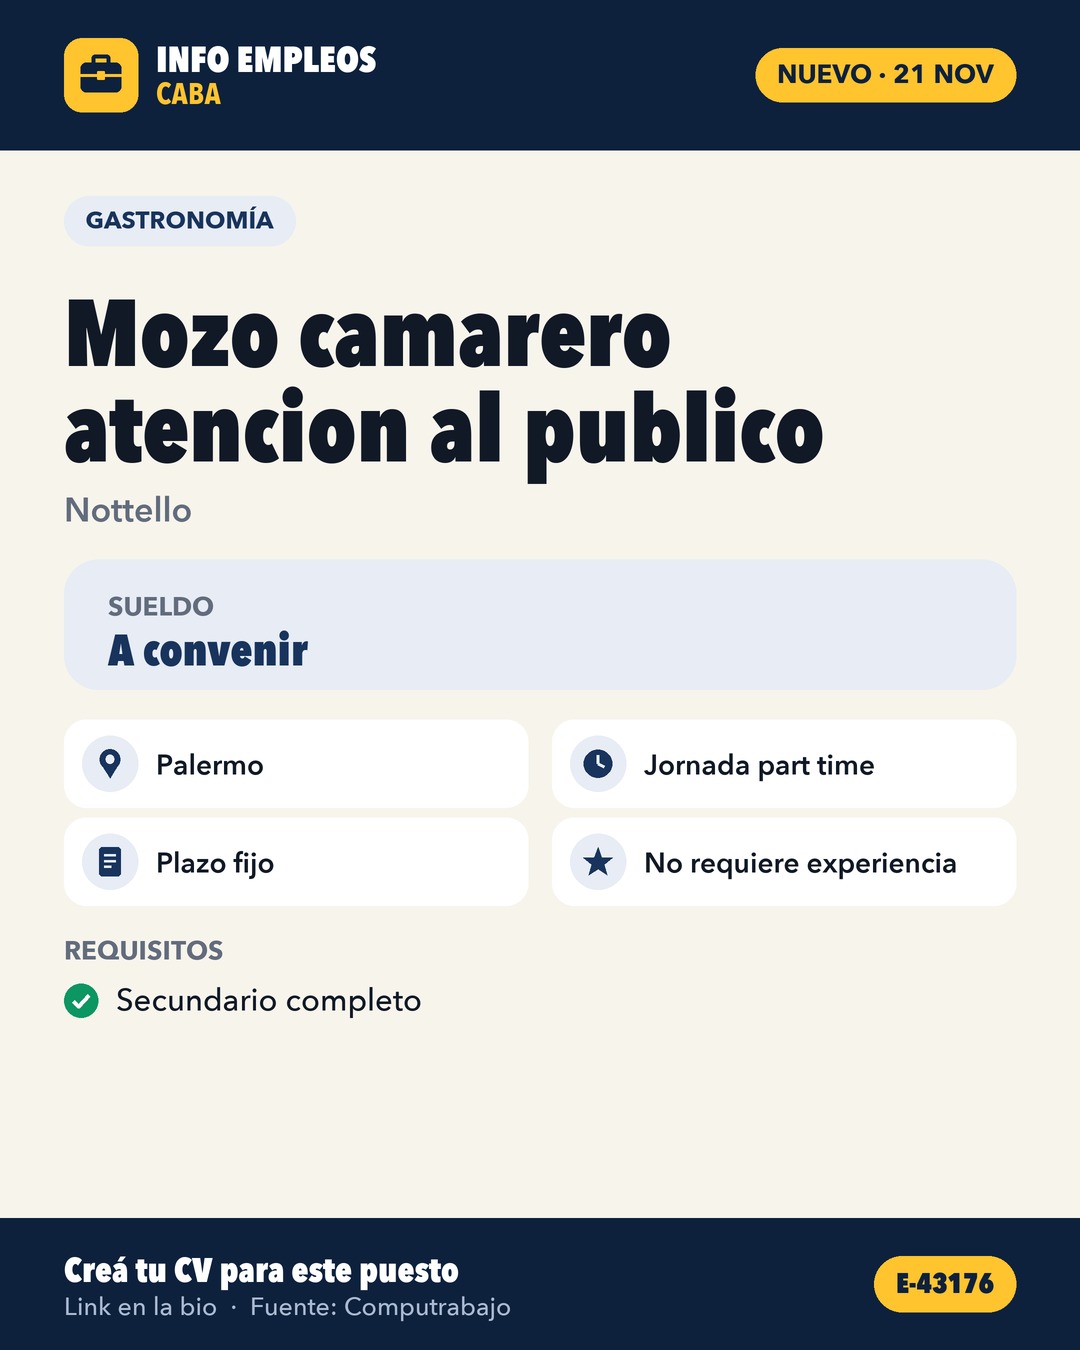 INFO EMPLEOS
CABA
NUEVO · 21 NOV
GASTRONOMÍA
Mozo camarero
atencion al publico
Nottello
SUELDO
A convenir
Palermo
Jornada part time
Plazo fijo
No requiere experiencia
REQUISITOS
Secundario completo
Creá tu CV para este puesto
Link en la bio · Fuente: Computrabajo
E-43176